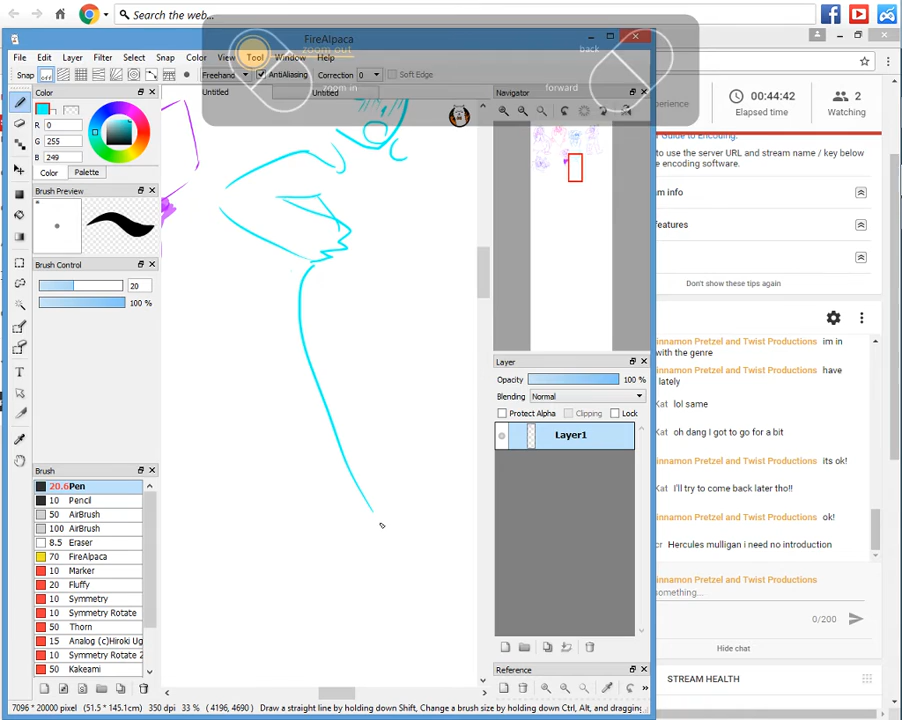 Search the web...
FireAlpaca
zoom out
back
zoom in
forward
File Edit Layer Filter Select Snap Color View Tool Window Help
Snap off Freehand AntiAliasing Correction 0 Soft Edge
Untitled
Untitled
R 0
G 255
B 249
Color Palette
Brush Preview
Brush Control
20
100 %
Brush
20.6 Pen
10 Pencil
50 AirBrush
100 AirBrush
8.5 Eraser
70 FireAlpaca
10 Marker
20 Fluffy
10 Symmetry
10 Symmetry Rotate
50 Thorn
15 Analog (c)Hiroki Ug
10 Symmetry Rotate 2
50 Kakeami
Navigator
Layer
Opacity 100 %
Blending Normal
Protect Alpha Clipping Lock
Layer1
Reference
7096 * 20000 pixel (51.5 * 145.1cm) 350 dpi 33 % ( 4196, 4690) Draw a straight line by holding down Shift, Change a brush size by holding down Ctrl, Alt, and dragging
perience
00:44:42
Elapsed time
2
Watching
Guide to Encoding.
to use the server URL and stream name / key below
encoding software.
am info
features
Don't show these tips again
innamon Pretzel and Twist Productions im in
with the genre
innamon Pretzel and Twist Productions have
lately
Kat lol same
Kat oh dang I got to go for a bit
innamon Pretzel and Twist Productions its ok!
Kat I'll try to come back later tho!!
innamon Pretzel and Twist Productions ok!
cr Hercules mulligan i need no introduction
innamon Pretzel and Twist Productions
something...
0/200
Hide chat
STREAM HEALTH